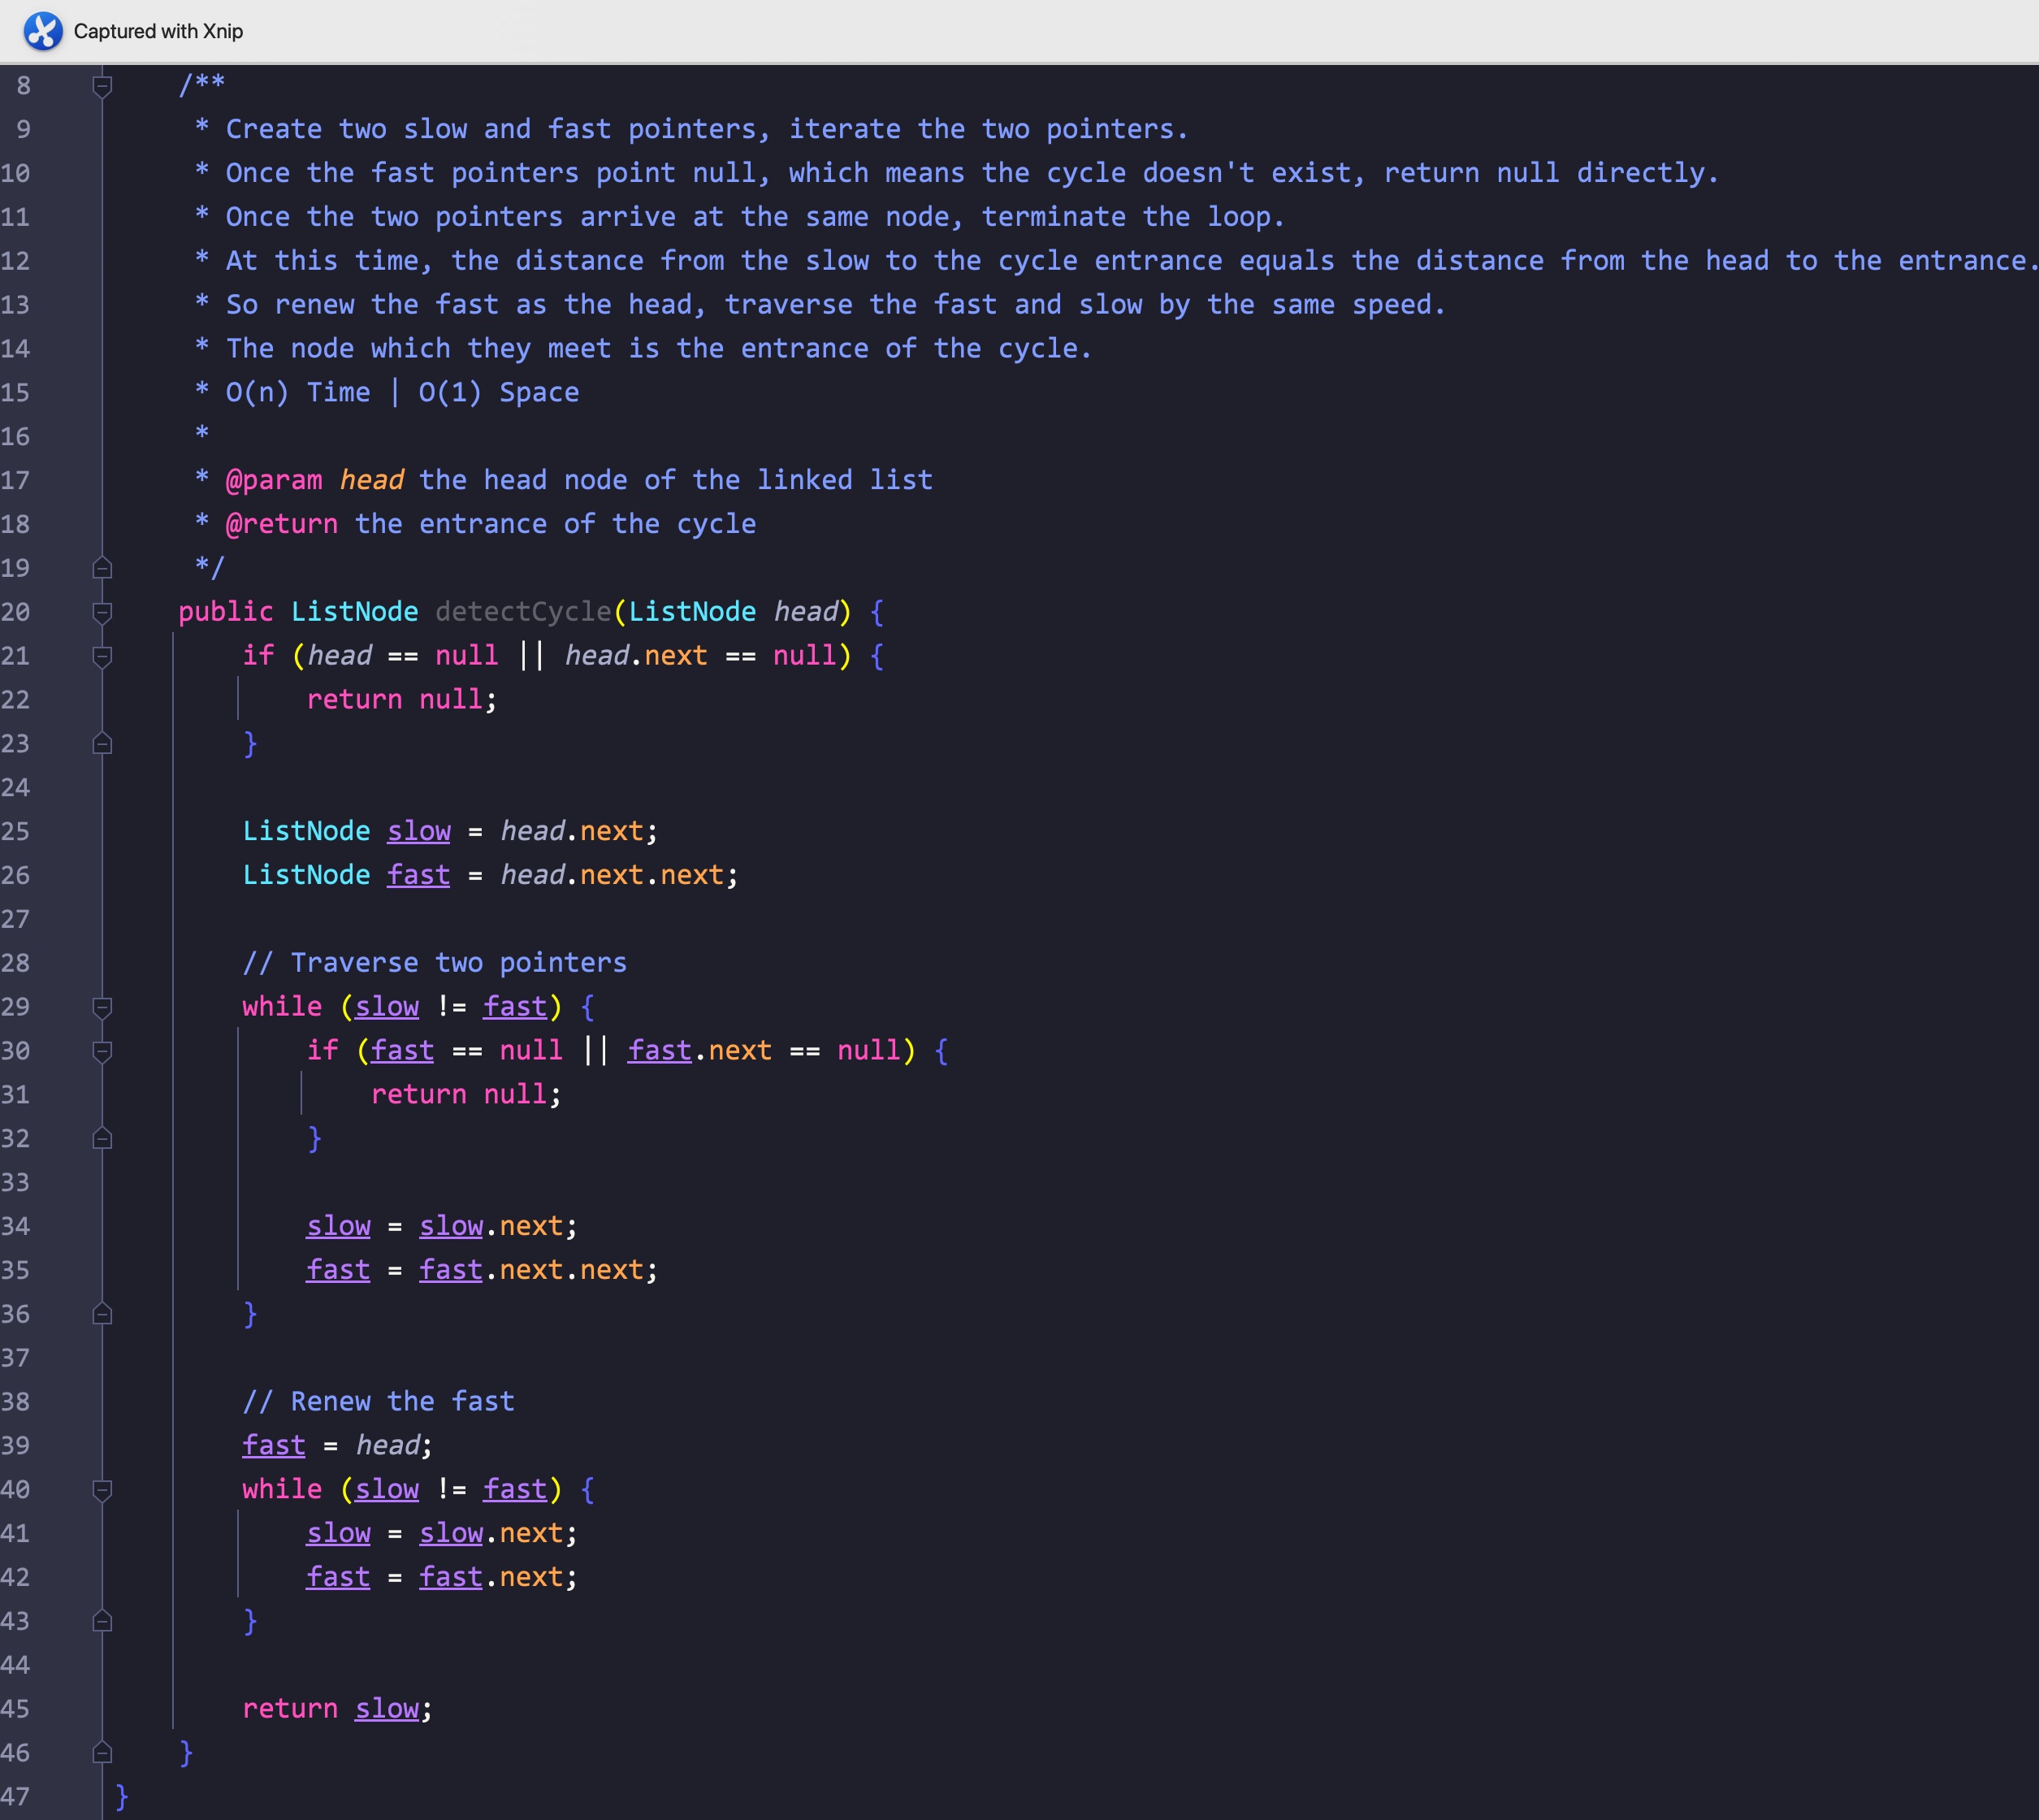 Captured with Xnip
8 /**
9 * Create two slow and fast pointers, iterate the two pointers.
10 * Once the fast pointers point null, which means the cycle doesn't exist, return null directly.
11 * Once the two pointers arrive at the same node, terminate the loop.
12 * At this time, the distance from the slow to the cycle entrance equals the distance from the head to the entrance.
13 * So renew the fast as the head, traverse the fast and slow by the same speed.
14 * The node which they meet is the entrance of the cycle.
15 * O(n) Time | O(1) Space
16 *
17 * @param head the head node of the linked list
18 * @return the entrance of the cycle
19 */
20 public ListNode detectCycle(ListNode head) {
21 if (head == null || head.next == null) {
22 return null;
23 }
24
25 ListNode slow = head.next;
26 ListNode fast = head.next.next;
27
28 // Traverse two pointers
29 while (slow != fast) {
30 if (fast == null || fast.next == null) {
31 return null;
32 }
33
34 slow = slow.next;
35 fast = fast.next.next;
36 }
37
38 // Renew the fast
39 fast = head;
40 while (slow != fast) {
41 slow = slow.next;
42 fast = fast.next;
43 }
44
45 return slow;
46 }
47 }